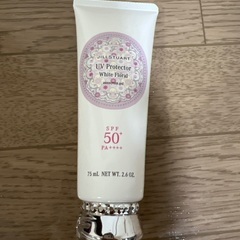 JILL STUART
UV Protector
White Floral
SPF
50+
PA++++
75 mL NET WT. 2.6 OZ.